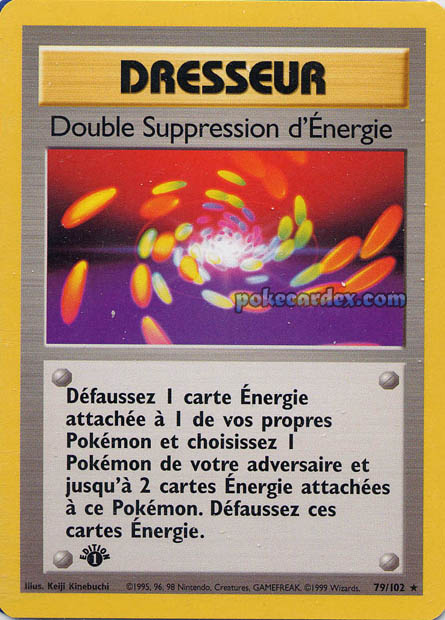 DRESSEUR
Double Suppression d'Énergie
pokecardex.com
Défaussez 1 carte Énergie
attachée à 1 de vos propres
Pokémon et choisissez 1
Pokémon de votre adversaire et
jusqu'à 2 cartes Énergie attachées
à ce Pokémon. Défaussez ces
cartes Énergie.
EDITION
1
Illus. Keiji Kinebuchi ©1995, 96, 98 Nintendo, Creatures, GAMEFREAK. ©1999 Wizards. 79/102 ★